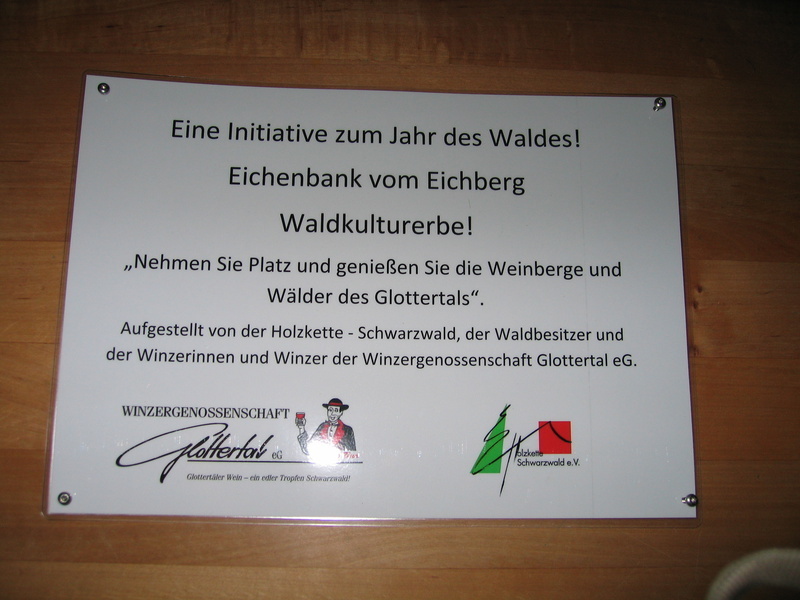 Eine Initiative zum Jahr des Waldes!
Eichenbank vom Eichberg
Waldkulturerbe!
„Nehmen Sie Platz und genießen Sie die Weinberge und
Wälder des Glottertals“.
Aufgestellt von der Holzkette - Schwarzwald, der Waldbesitzer und
der Winzerinnen und Winzer der Winzergenossenschaft Glottertal eG.
WINZERGENOSSENSCHAFT
Glottertal eG
Glottertäler Wein – ein edler Tropfen Schwarzwald!
Holzkette
Schwarzwald e.V.